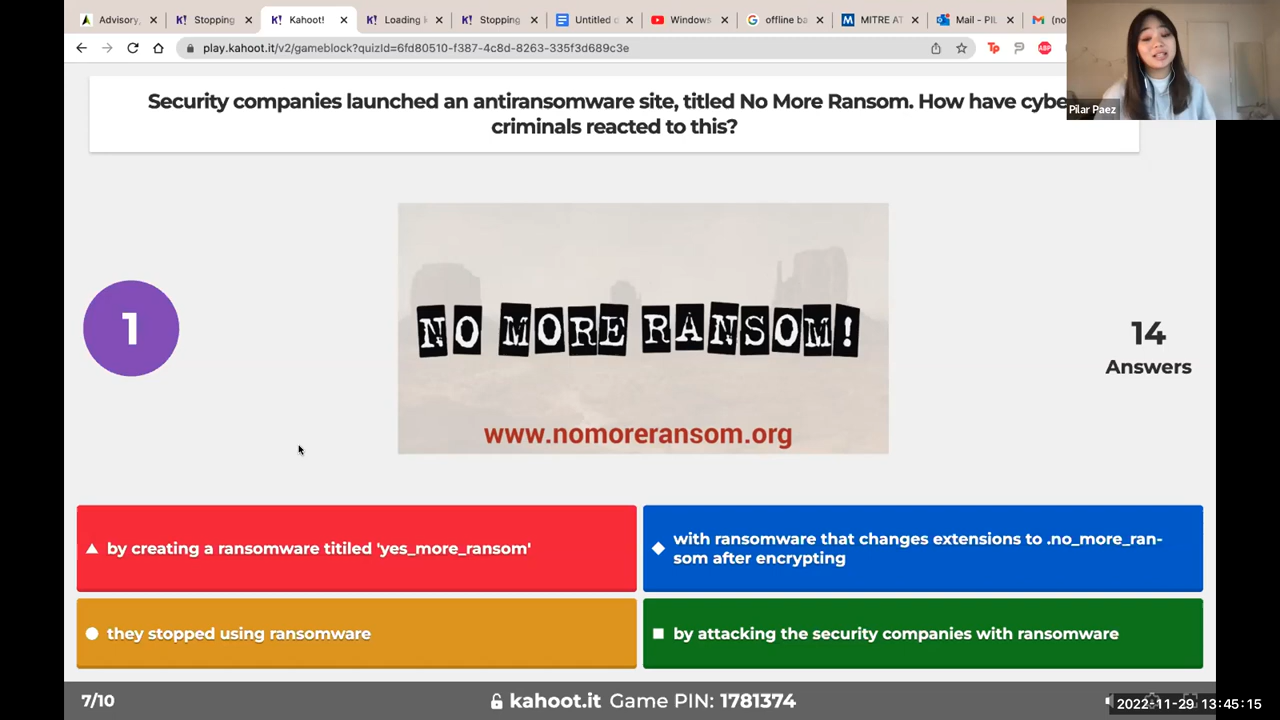 Advisory,
Stopping
Kahoot!
Loading
Stopping
Untitled
Windows
offline ba
MITRE AT
Mail - PIL
(no
play.kahoot.it/v2/gameblock?quizId=6fd80510-f387-4c8d-8263-335f3d689c3e
Tp
ABP
Pilar Paez
Security companies launched an antiransomware site, titled No More Ransom. How have cybe
criminals reacted to this?
1
NO MORE RANSOM!
www.nomoreransom.org
14
Answers
by creating a ransomware titiled 'yes_more_ransom'
with ransomware that changes extensions to .no_more_ran-
som after encrypting
they stopped using ransomware
by attacking the security companies with ransomware
7/10
kahoot.it Game PIN: 1781374
2022-11-29 13:45:15